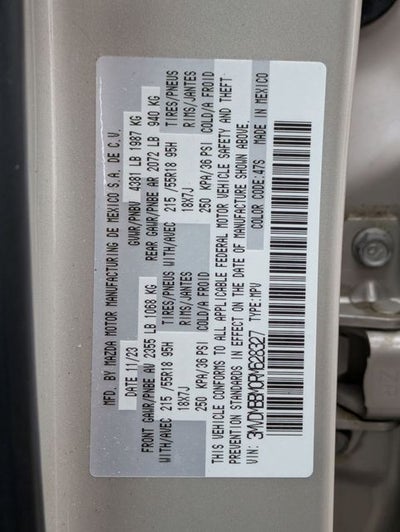 MFD. BY MAZDA MOTOR MANUFACTURING DE MEXICO S.A. DE C.V.
DATE 11/23 GVWR/PNBV 4381 LB 1987 KG
FRONT GAWR/PNBE AV 2355 LB 1068 KG REAR GAWR/PNBE AR 2072 LB 940 KG
WITH/AVEC 215 /55R18 95H TIRES/PNEUS WITH/AVEC 215 /55R18 95H TIRES/PNEUS
18X7J RIMS/JANTES 18X7J RIMS/JANTES
250 KPA/36 PSI COLD/A FROID 250 KPA/36 PSI COLD/A FROID
THIS VEHICLE CONFORMS TO ALL APPLICABLE FEDERAL MOTOR VEHICLE SAFETY AND THEFT
PREVENTION STANDARDS IN EFFECT ON THE DATE OF MANUFACTURE SHOWN ABOVE.
VIN: 3MVDMBBM0RM628327 TYPE:MPV COLOR CODE:47S MADE IN MEXICO